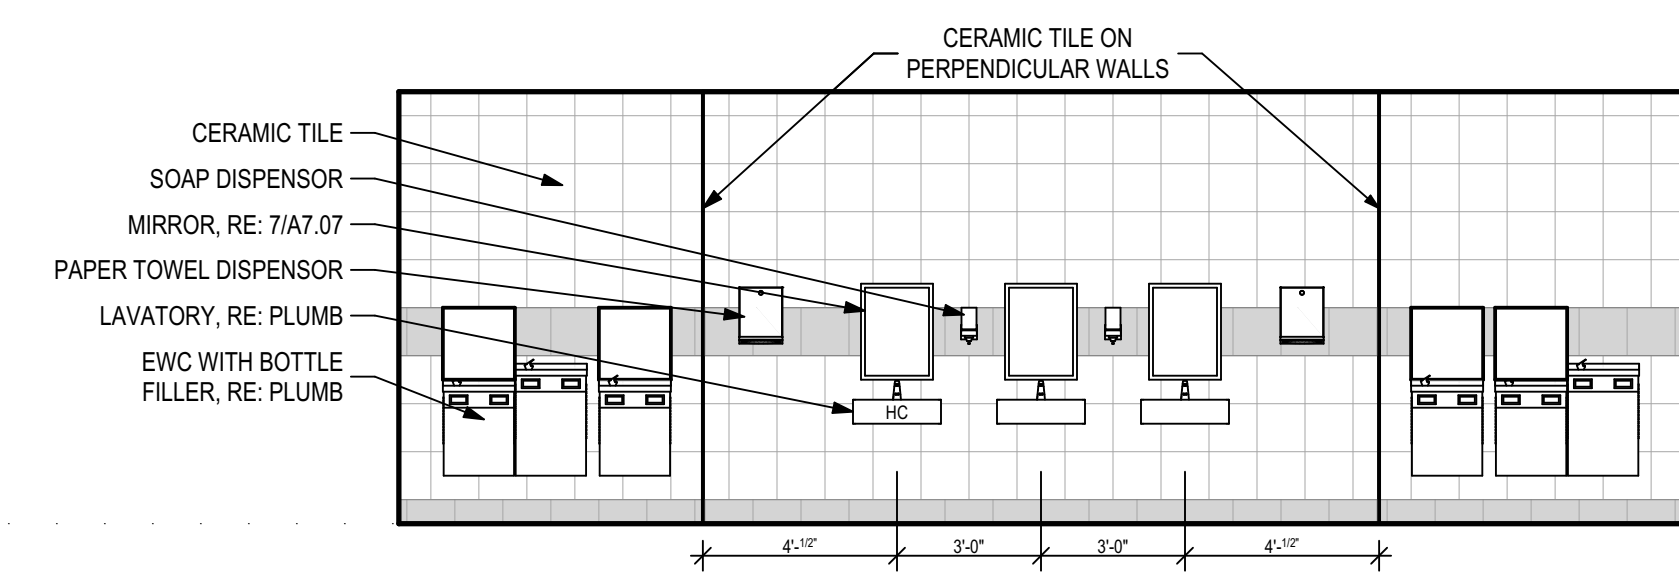 CERAMIC TILE ON
PERPENDICULAR WALLS
CERAMIC TILE
SOAP DISPENSOR
MIRROR, RE: 7/A7.07
PAPER TOWEL DISPENSOR
LAVATORY, RE: PLUMB
EWC WITH BOTTLE
FILLER, RE: PLUMB
HC
4'-1/2" 3'-0" 3'-0" 4'-1/2"